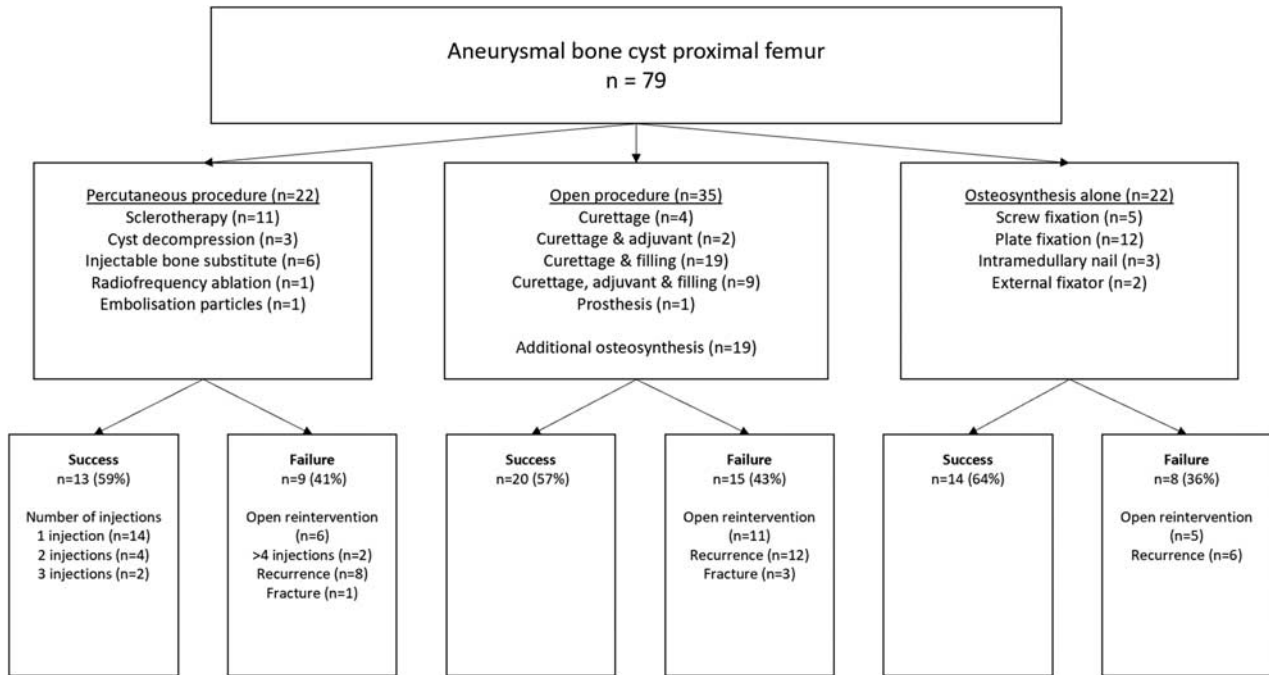 Aneurysmal bone cyst proximal femur
n = 79
Percutaneous procedure (n=22)
Sclerotherapy (n=11)
Cyst decompression (n=3)
Injectable bone substitute (n=6)
Radiofrequency ablation (n=1)
Embolisation particles (n=1)
Open procedure (n=35)
Curettage (n=4)
Curettage & adjuvant (n=2)
Curettage & filling (n=19)
Curettage, adjuvant & filling (n=9)
Prosthesis (n=1)
Additional osteosynthesis (n=19)
Osteosynthesis alone (n=22)
Screw fixation (n=5)
Plate fixation (n=12)
Intramedullary nail (n=3)
External fixator (n=2)
Success
n=13 (59%)
Number of injections
1 injection (n=14)
2 injections (n=4)
3 injections (n=2)
Failure
n=9 (41%)
Open reintervention
(n=6)
>4 injections (n=2)
Recurrence (n=8)
Fracture (n=1)
Success
n=20 (57%)
Failure
n=15 (43%)
Open reintervention
(n=11)
Recurrence (n=12)
Fracture (n=3)
Success
n=14 (64%)
Failure
n=8 (36%)
Open reintervention
(n=5)
Recurrence (n=6)